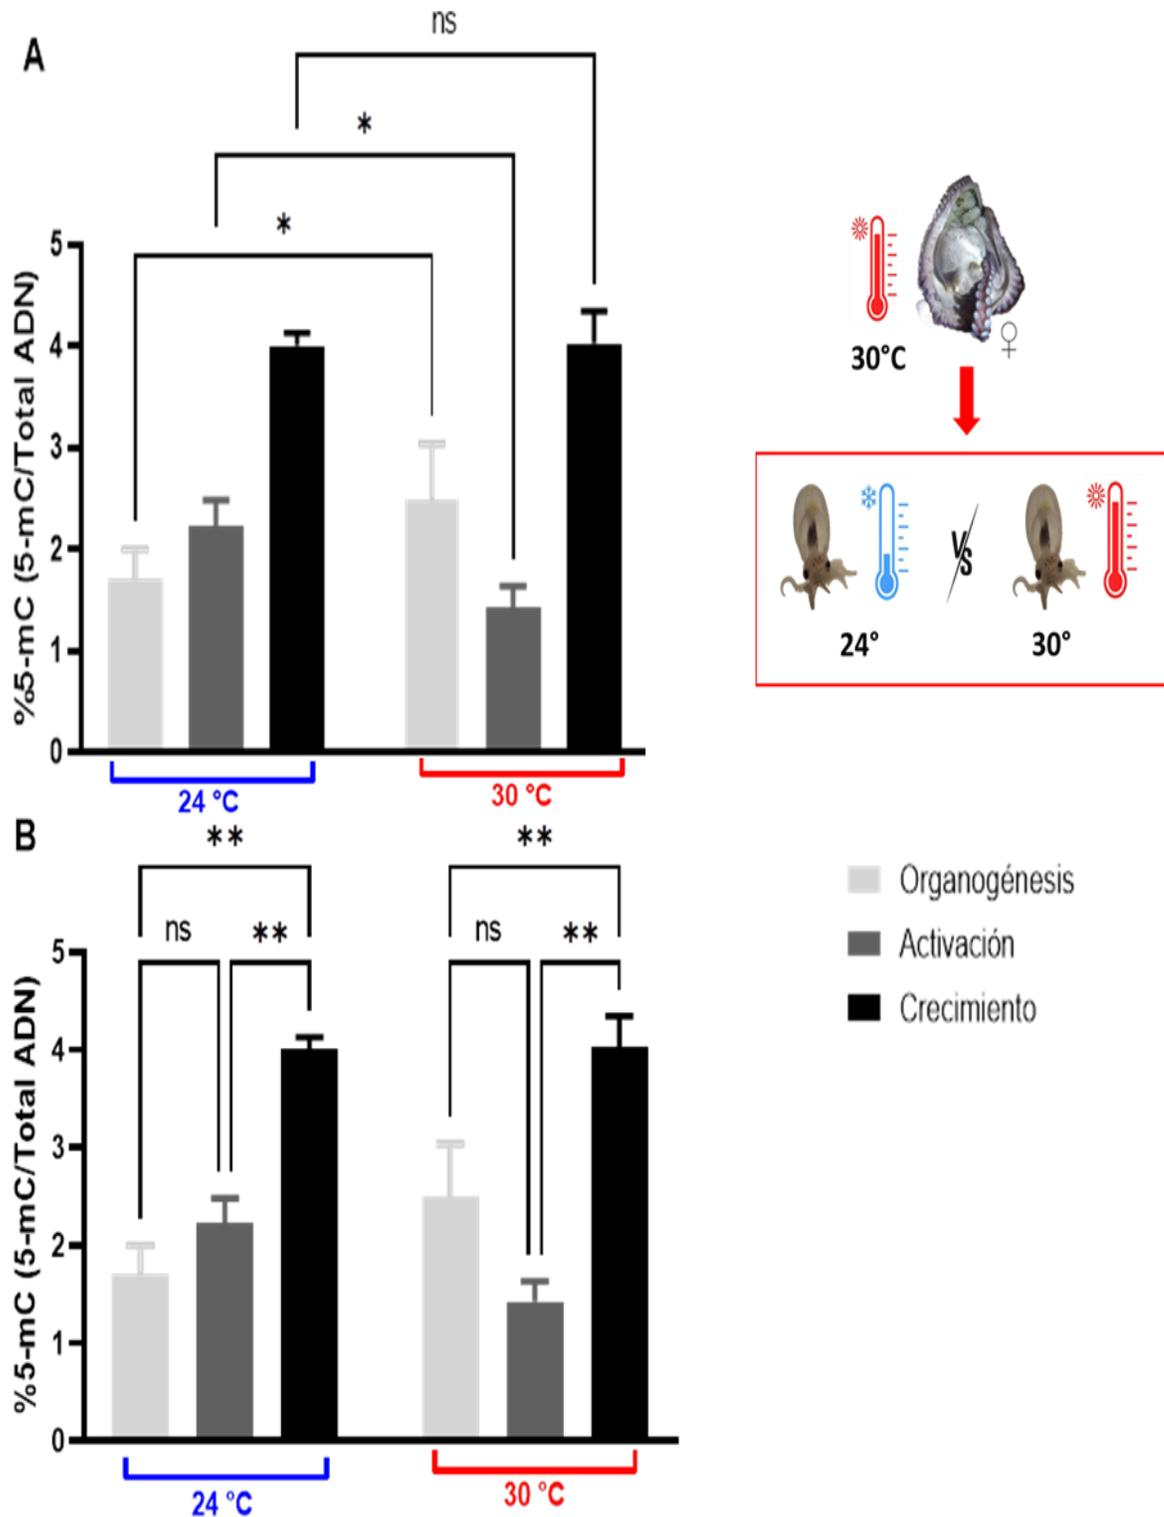 A
ns
*
*
%5-mC (5-mC/Total ADN)
5
4
3
2
1
0
24 °C
30 °C
30°C
♀
VS
24°
30°
B
**
**
ns
**
ns
**
%5-mC (5-mC/Total ADN)
5
4
3
2
1
0
24 °C
30 °C
Organogénesis
Activación
Crecimiento